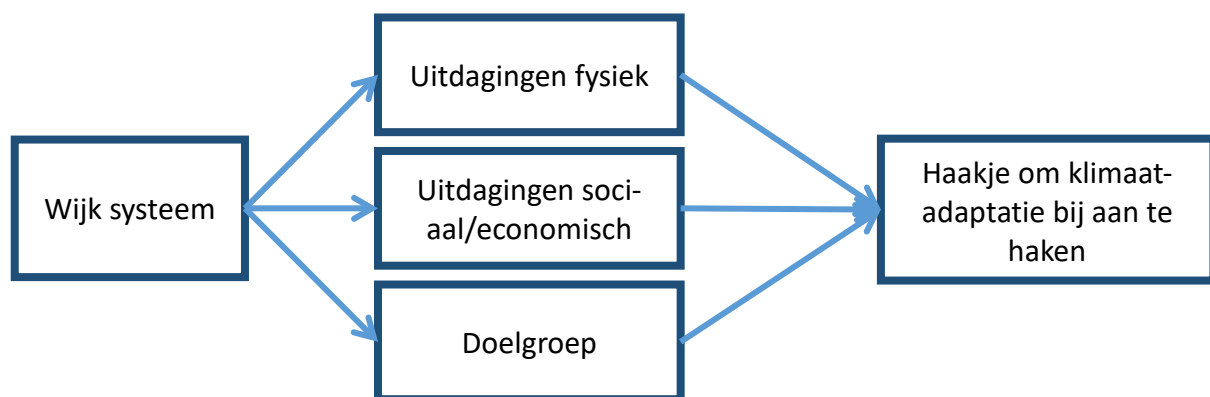 Wijk systeem
Uitdagingen fysiek
Uitdagingen soci-
aal/economisch
Doelgroep
Haakje om klimaat-
adaptatie bij aan te
haken